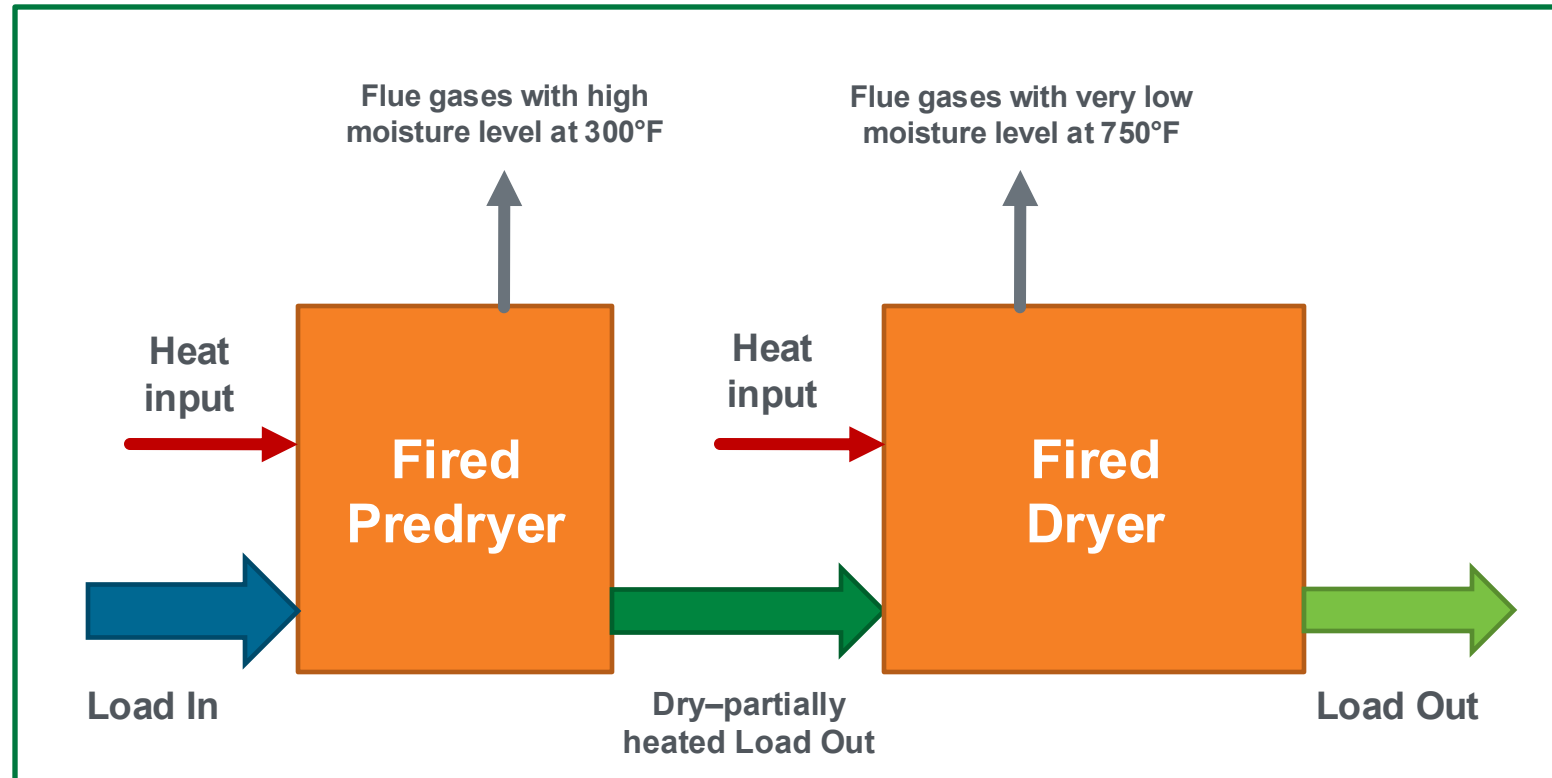 Flue gases with high
moisture level at 300°F
Flue gases with very low
moisture level at 750°F
Heat
input
Heat
input
Fired
Predryer
Fired
Dryer
Load In
Dry–partially
heated Load Out
Load Out